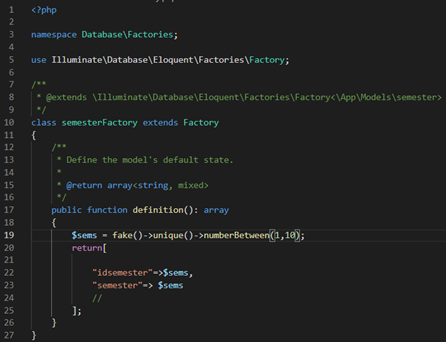 1 <?php
2
3 namespace Database\Factories;
4
5 use Illuminate\Database\Eloquent\Factories\Factory;
6
7 /**
8  * @extends \Illuminate\Database\Eloquent\Factories\Factory<\App\Models\semester>
9  */
10 class semesterFactory extends Factory
11 {
12     /**
13      * Define the model's default state.
14      *
15      * @return array<string, mixed>
16      */
17     public function definition(): array
18     {
19         $sems = fake()->unique()->numberBetween(1,10);
20         return[
21
22             "idsemester"=>$sems,
23             "semester"=> $sems
24             //
25         ];
26     }
27 }